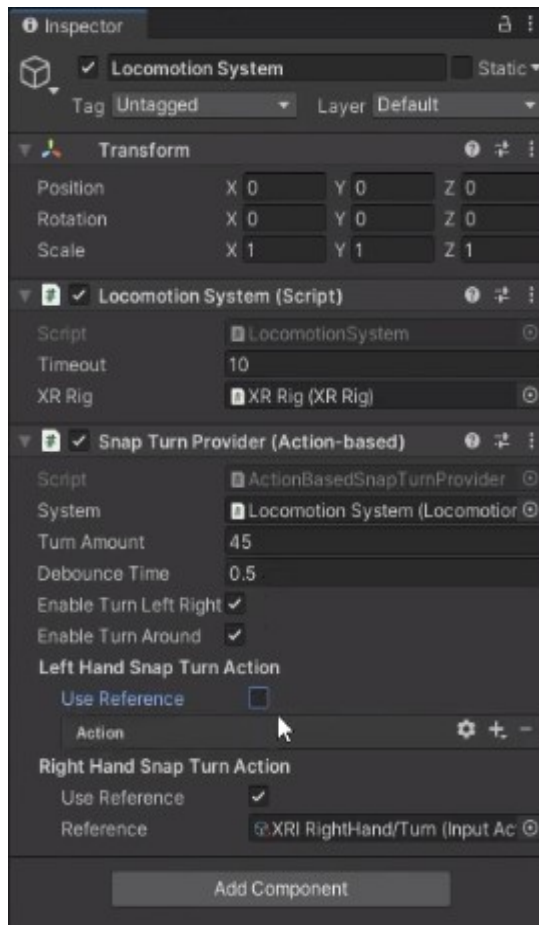 Inspector
Locomotion System Static
Tag Untagged Layer Default
Transform
Position X 0 Y 0 Z 0
Rotation X 0 Y 0 Z 0
Scale X 1 Y 1 Z 1
Locomotion System (Script)
Script LocomotionSystem
Timeout 10
XR Rig XR Rig (XR Rig)
Snap Turn Provider (Action-based)
Script ActionBasedSnapTurnProvider
System Locomotion System (Locomotior
Turn Amount 45
Debounce Time 0.5
Enable Turn Left Right
Enable Turn Around
Left Hand Snap Turn Action
Use Reference
Action
Right Hand Snap Turn Action
Use Reference
Reference XRI RightHand/Turn (Input Ac
Add Component